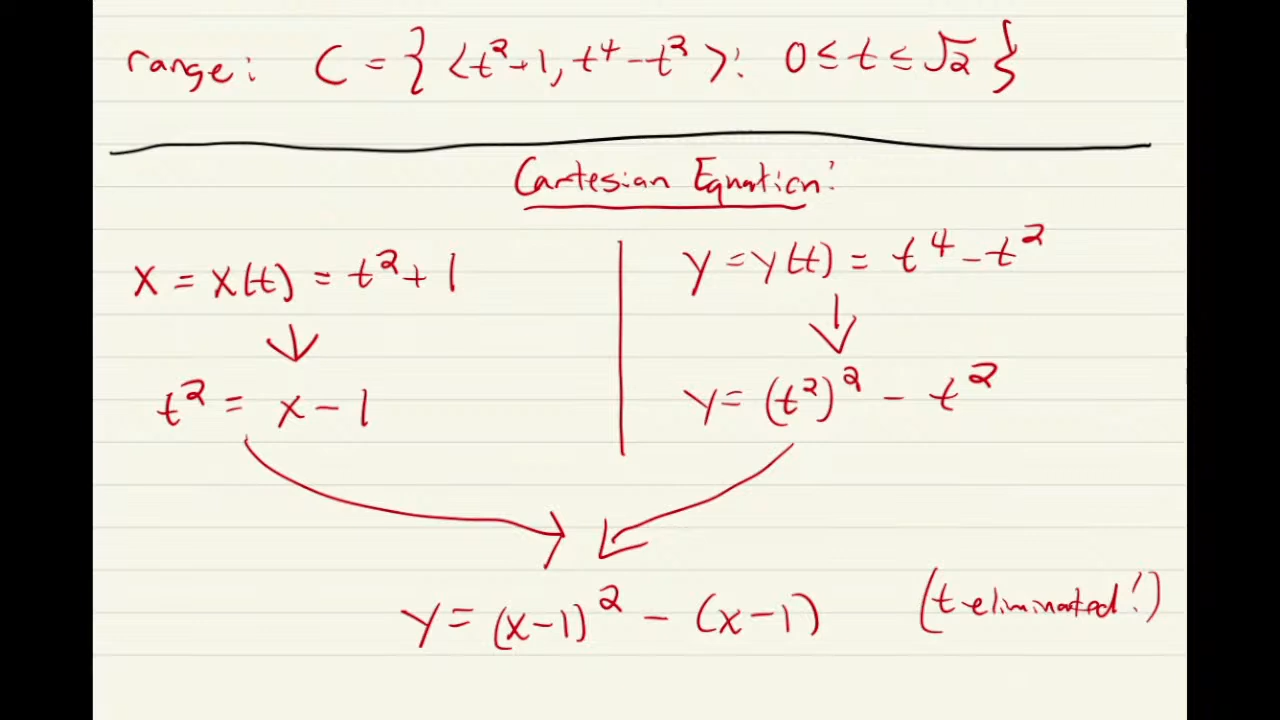 range: C = { ⟨t²+1, t⁴-t²⟩: 0 ≤ t ≤ √2 }
Cartesian Equation:
x = x(t) = t²+1
t² = x-1
y = y(t) = t⁴-t²
y = (t²)² - t²
y = (x-1)² - (x-1) (t eliminated!)